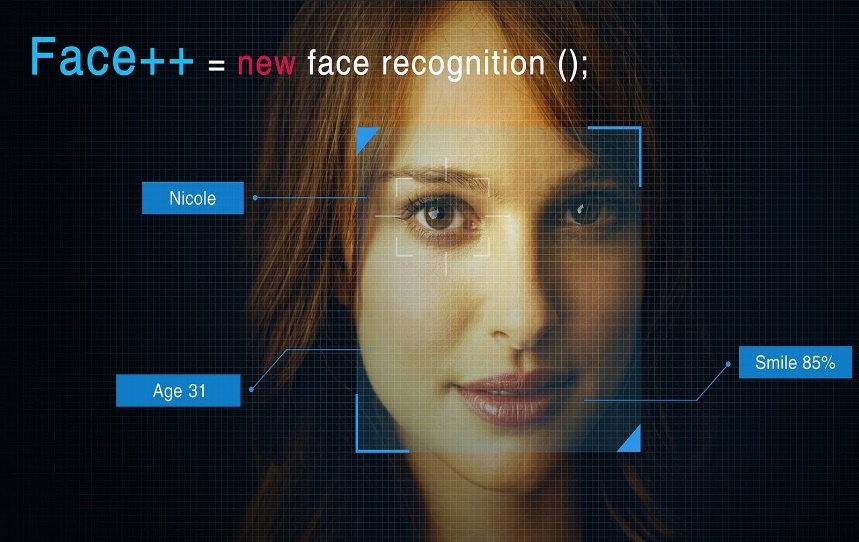 Face++ = new face recognition ();
Nicole
Age 31
Smile 85%